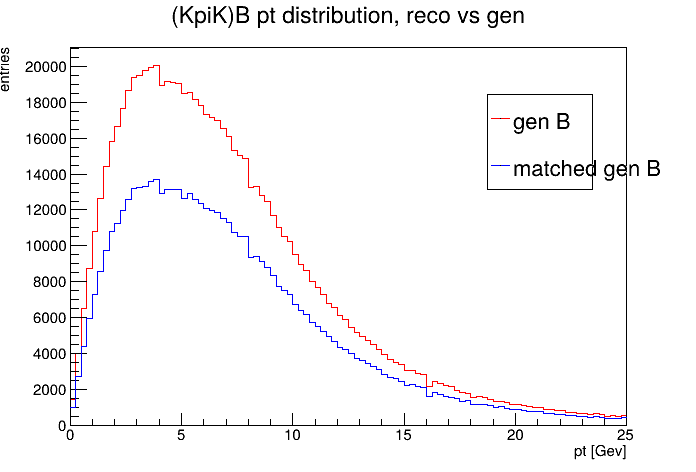 (KpiK)B pt distribution, reco vs gen
entries
20000
18000
16000
14000
12000
10000
8000
6000
4000
2000
0
gen B
matched gen B
0 5 10 15 20 25
pt [Gev]